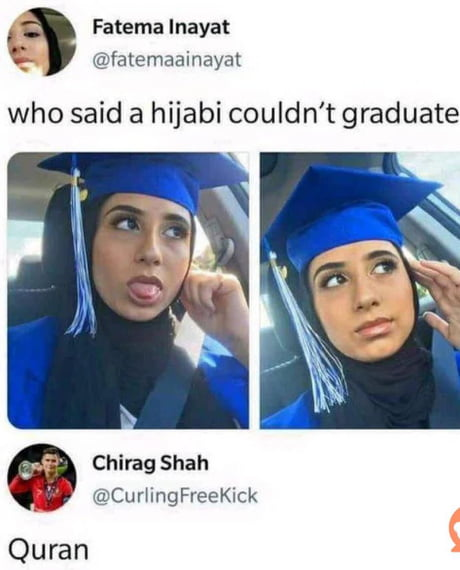 Fatema Inayat
@fatemaainayat
who said a hijabi couldn't graduate
Chirag Shah
@CurlingFreeKick
Quran